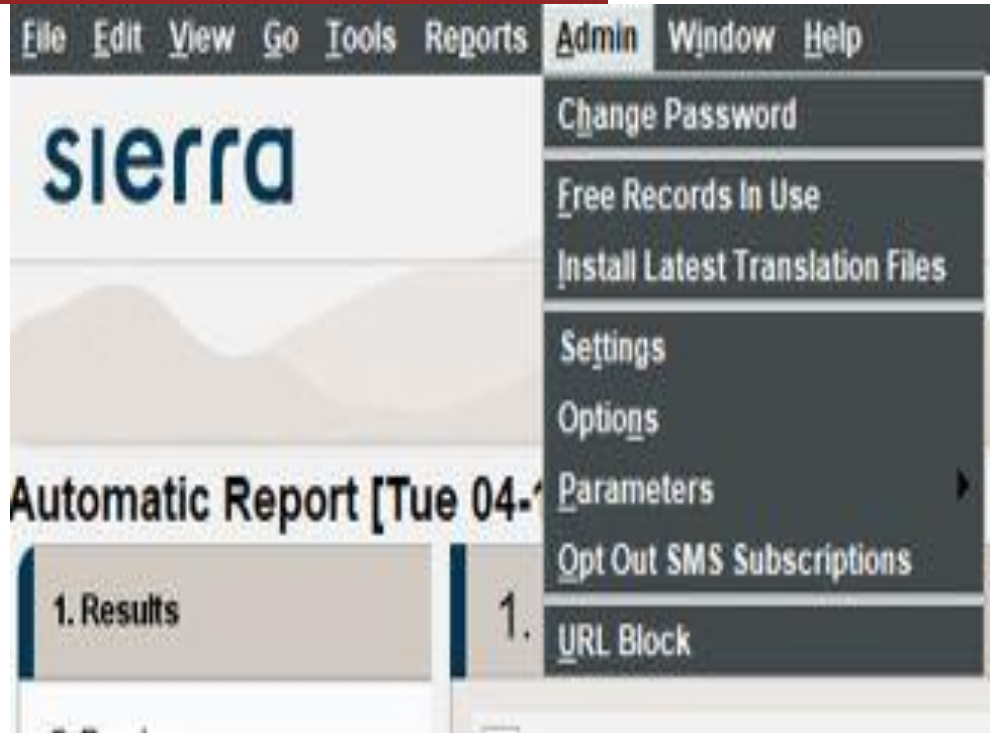 File Edit View Go Tools Reports Admin Window Help
sierra
Change Password
Free Records In Use
Install Latest Translation Files
Settings
Options
Parameters
Opt Out SMS Subscriptions
URL Block
Automatic Report [Tue 04-
1. Results
1.